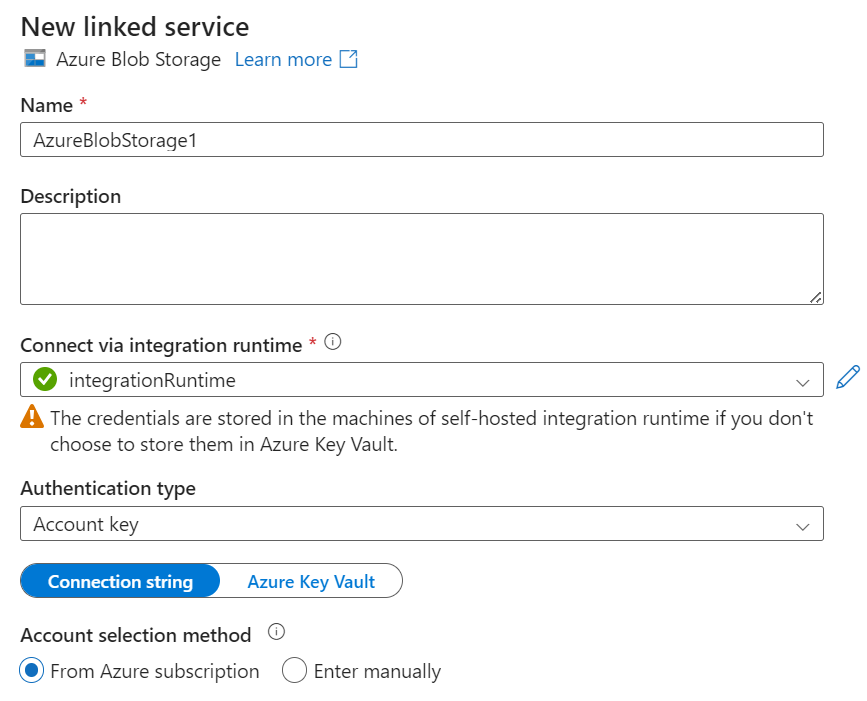 New linked service
Azure Blob Storage Learn more
Name *
AzureBlobStorage1
Description
Connect via integration runtime *
integrationRuntime
The credentials are stored in the machines of self-hosted integration runtime if you don't
choose to store them in Azure Key Vault.
Authentication type
Account key
Connection string Azure Key Vault
Account selection method
From Azure subscription Enter manually